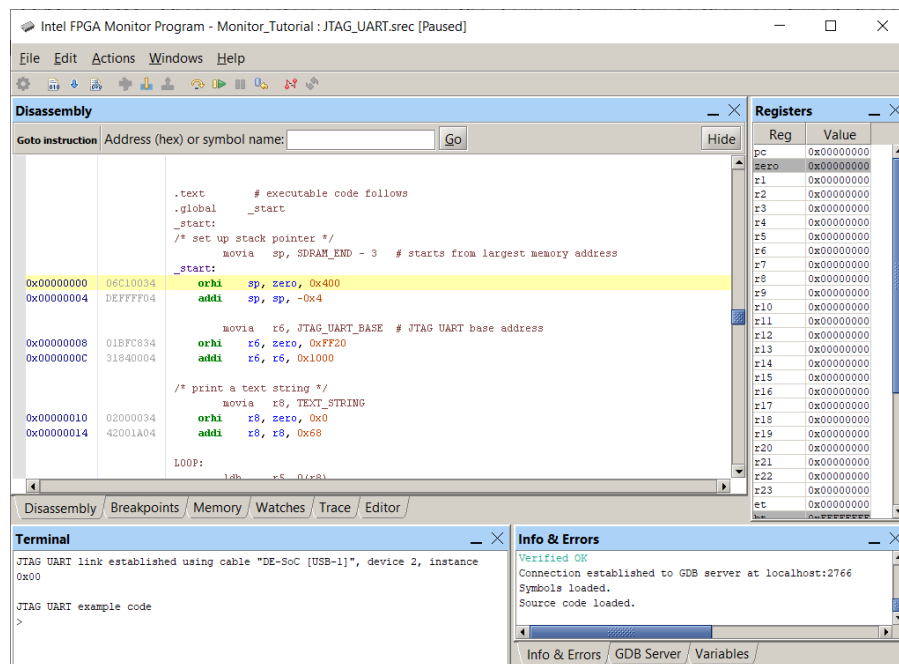 Intel FPGA Monitor Program - Monitor_Tutorial : JTAG_UART.srec [Paused]
File Edit Actions Windows Help
Disassembly
Goto instruction Address (hex) or symbol name: Go Hide
.text # executable code follows
.global _start
_start:
/* set up stack pointer */
movia sp, SDRAM_END - 3 # starts from largest memory address
_start:
0x00000000 06C10034 orhi sp, zero, 0x400
0x00000004 DEFFFF04 addi sp, sp, -0x4
movia r6, JTAG_UART_BASE # JTAG UART base address
0x00000008 01BFC834 orhi r6, zero, 0xFF20
0x0000000C 31840004 addi r6, r6, 0x1000
/* print a text string */
movia r8, TEXT_STRING
0x00000010 02000034 orhi r8, zero, 0x0
0x00000014 42001A04 addi r8, r8, 0x68
LOOP:
ldb r5, 0(r8)
Disassembly Breakpoints Memory Watches Trace Editor
Registers
Reg Value
pc 0x00000000
zero 0x00000000
r1 0x00000000
r2 0x00000000
r3 0x00000000
r4 0x00000000
r5 0x00000000
r6 0x00000000
r7 0x00000000
r8 0x00000000
r9 0x00000000
r10 0x00000000
r11 0x00000000
r12 0x00000000
r13 0x00000000
r14 0x00000000
r15 0x00000000
r16 0x00000000
r17 0x00000000
r18 0x00000000
r19 0x00000000
r20 0x00000000
r21 0x00000000
r22 0x00000000
r23 0x00000000
et 0x00000000
bt 0xFFFFFFFF
Terminal
JTAG UART link established using cable "DE-SoC [USB-1]", device 2, instance
0x00
JTAG UART example code
>
Info & Errors
Verified OK
Connection established to GDB server at localhost:2766
Symbols loaded.
Source code loaded.
Info & Errors GDB Server Variables